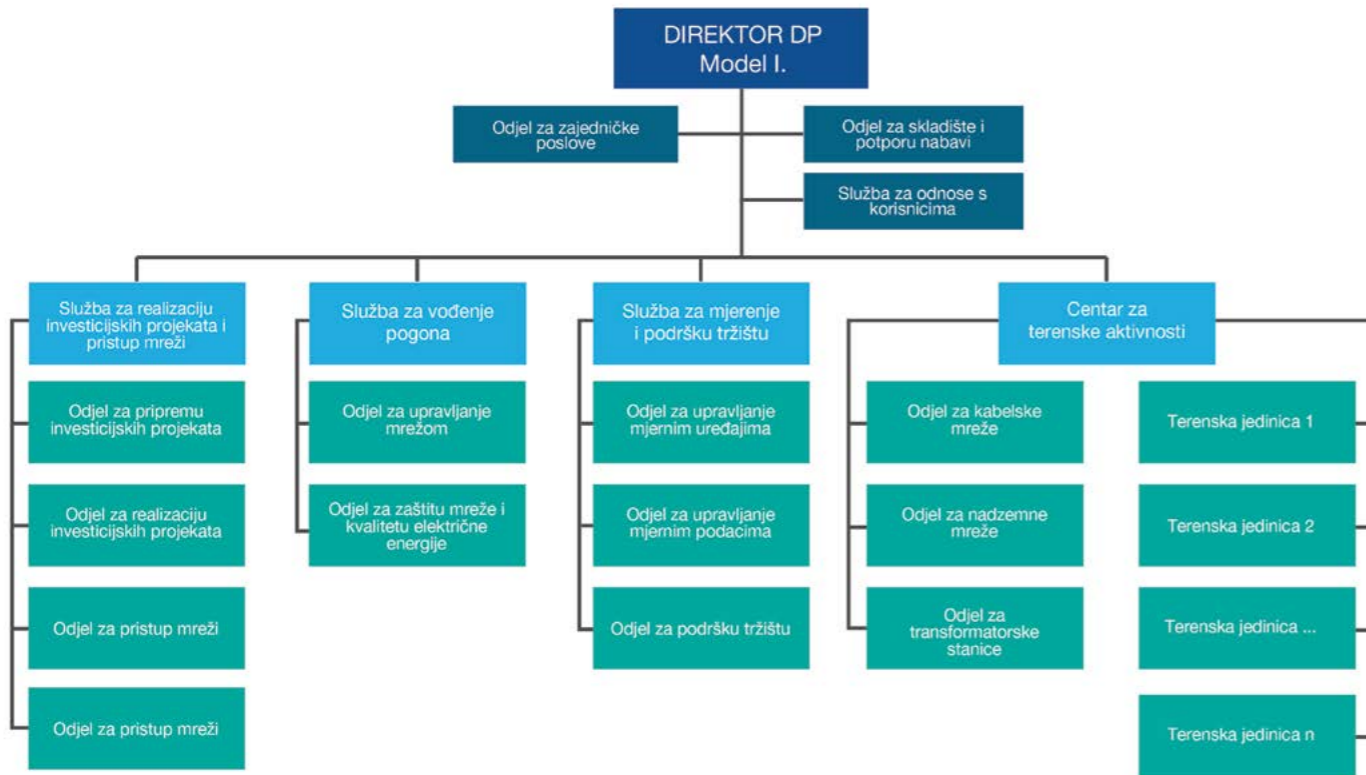 DIREKTOR DP
Model I.
Odjel za zajedničke
poslove
Odjel za skladište i
potporu nabavi
Služba za odnose s
korisnicima
Služba za realizaciju
investicijskih projekata i
pristup mreži
Odjel za pripremu
investicijskih projekata
Odjel za realizaciju
investicijskih projekata
Odjel za pristup mreži
Odjel za pristup mreži
Služba za vođenje
pogona
Odjel za upravljanje
mrežom
Odjel za zaštitu mreže i
kvalitetu električne
energije
Služba za mjerenje
i podršku tržištu
Odjel za upravljanje
mjernim uređajima
Odjel za upravljanje
mjernim podacima
Odjel za podršku tržištu
Centar za
terenske aktivnosti
Odjel za kabelske
mreže
Odjel za nadzemne
mreže
Odjel za
transformatorske
stanice
Terenska jedinica 1
Terenska jedinica 2
Terenska jedinica ...
Terenska jedinica n